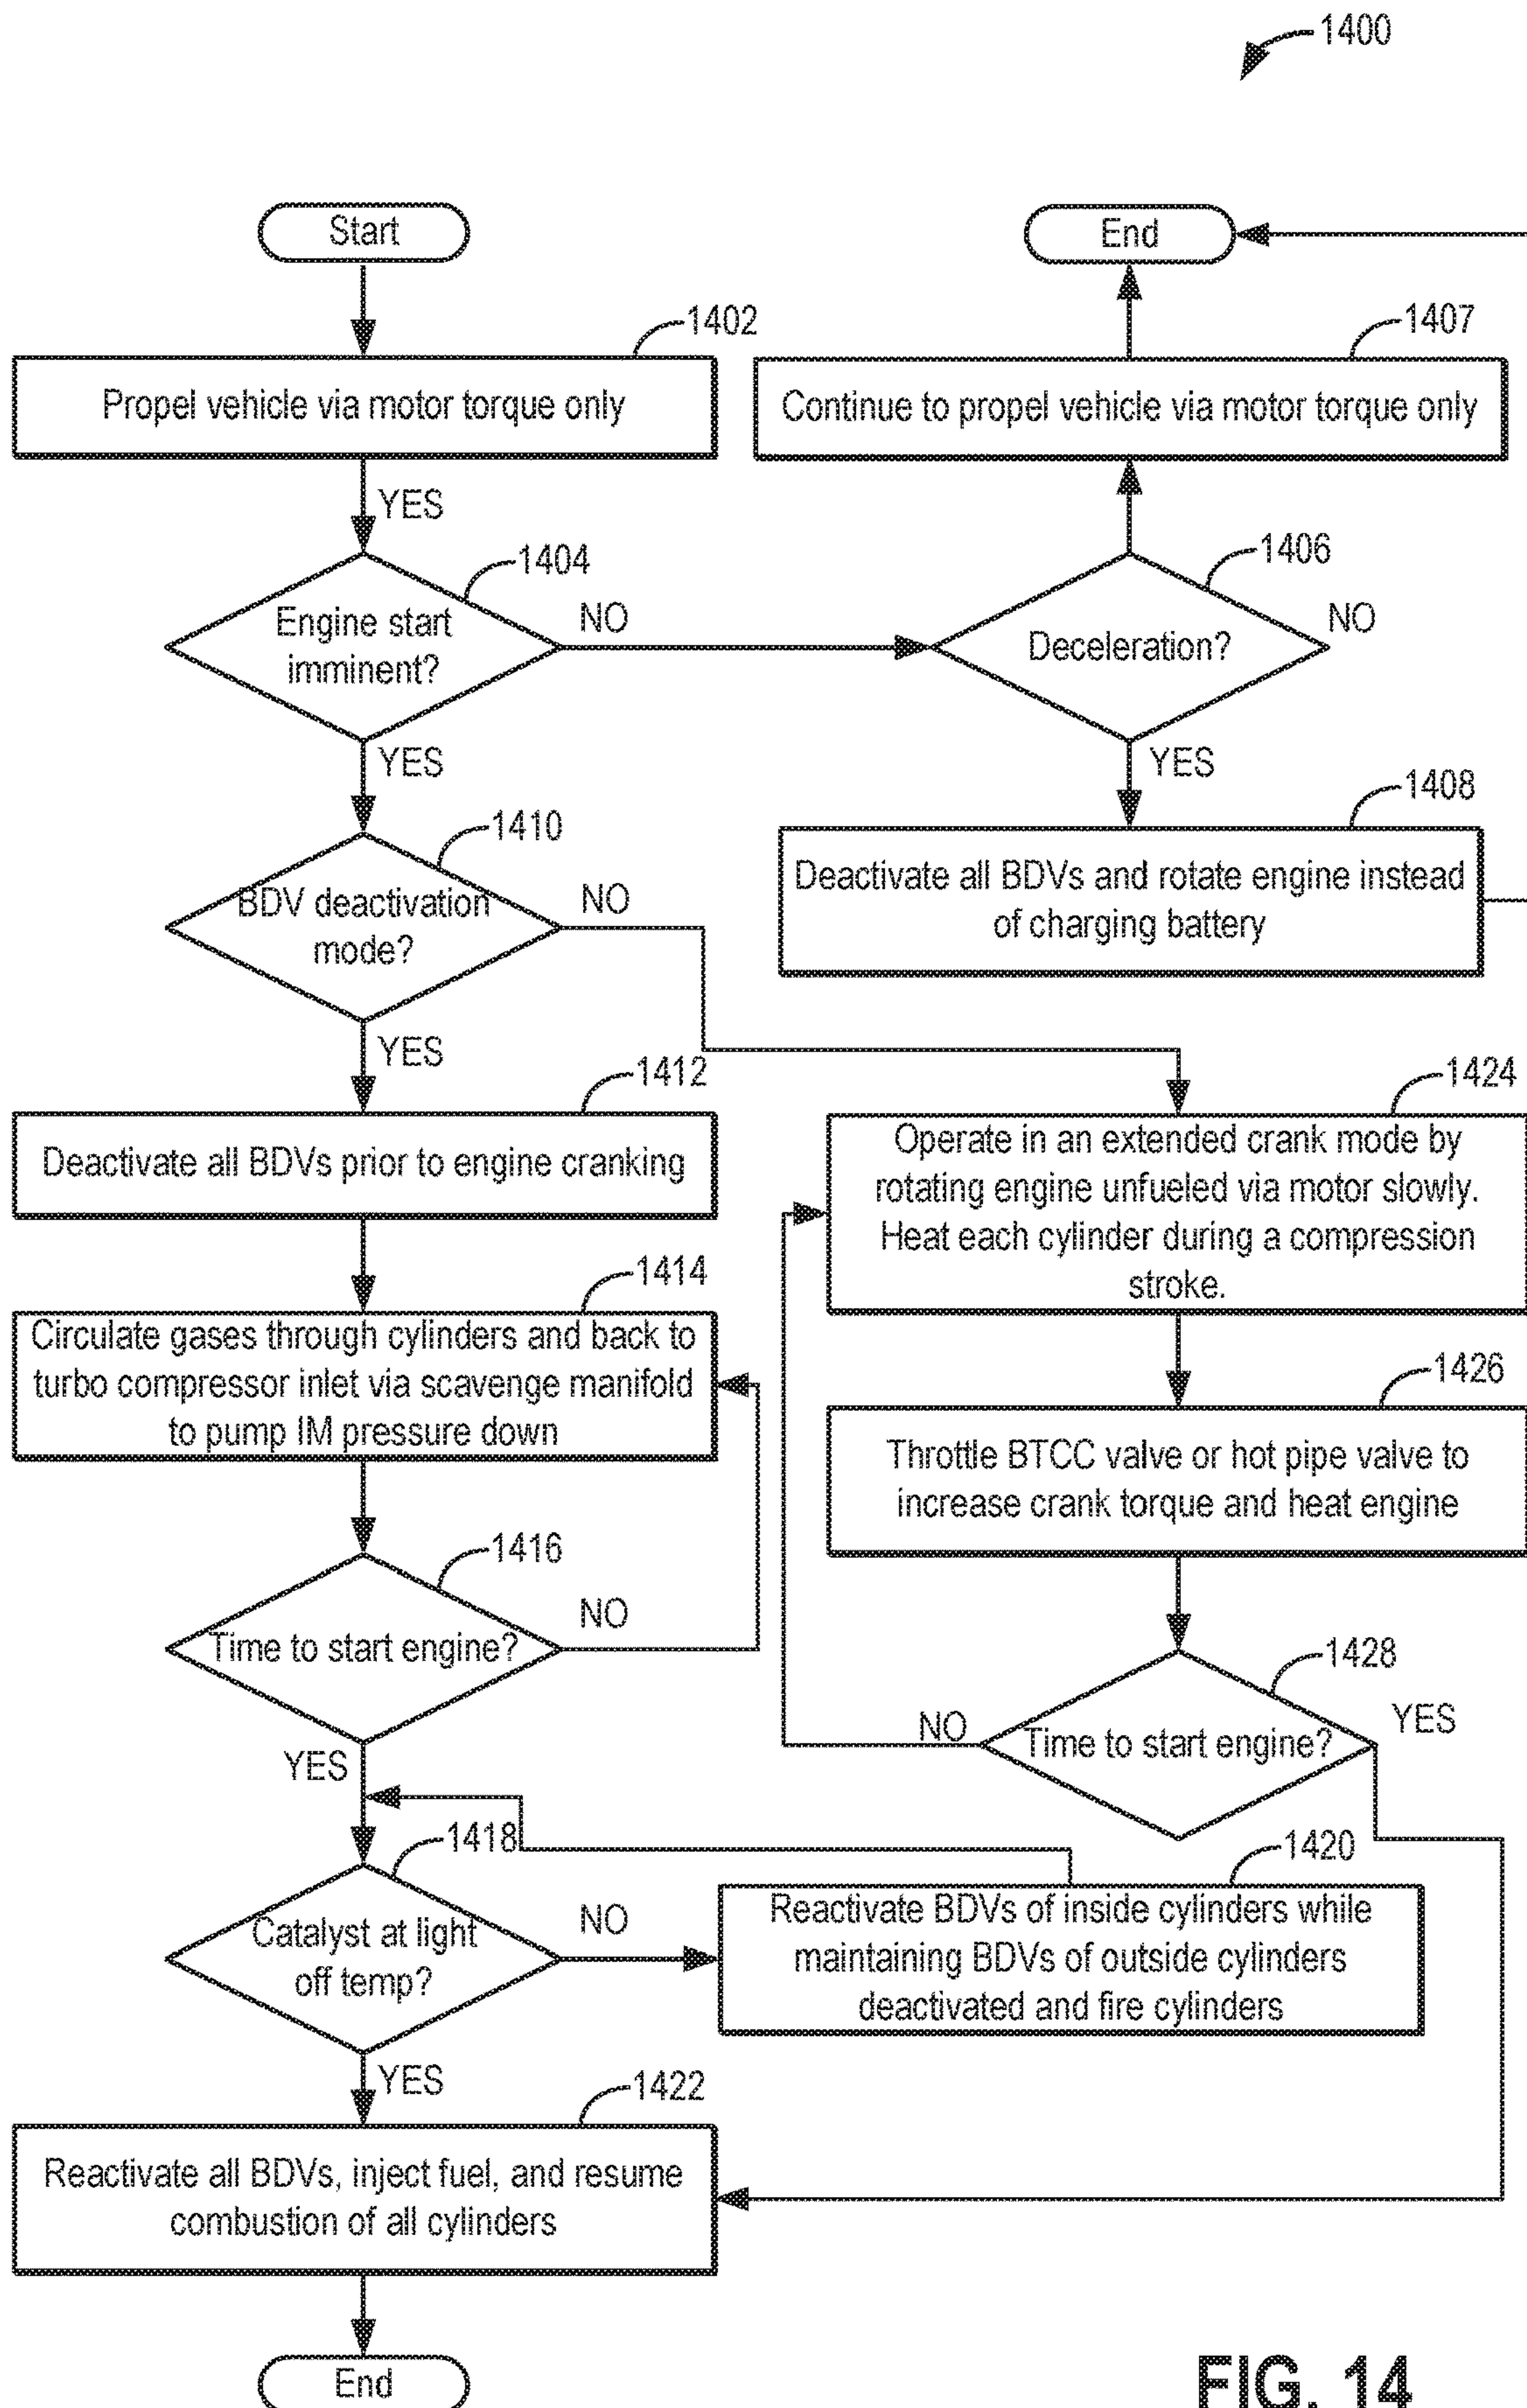 1400
Start
End
1402
1407
Propel vehicle via motor torque only
Continue to propel vehicle via motor torque only
YES
1404
1406
Engine start
imminent?
NO
Deceleration?
NO
YES
YES
1408
1410
Deactivate all BDVs and rotate engine instead
of charging battery
BDV deactivation
mode?
NO
YES
1412
1424
Deactivate all BDVs prior to engine cranking
Operate in an extended crank mode by
rotating engine unfueled via motor slowly.
Heat each cylinder during a compression
stroke.
1414
Circulate gases through cylinders and back to
turbo compressor inlet via scavenge manifold
to pump IM pressure down
1426
Throttle BTCC valve or hot pipe valve to
increase crank torque and heat engine
1416
Time to start engine?
NO
1428
Time to start engine?
NO
YES
YES
1418
1420
Catalyst at light
off temp?
NO
Reactivate BDVs of inside cylinders while
maintaining BDVs of outside cylinders
deactivated and fire cylinders
YES
1422
Reactivate all BDVs, inject fuel, and resume
combustion of all cylinders
End
FIG. 14